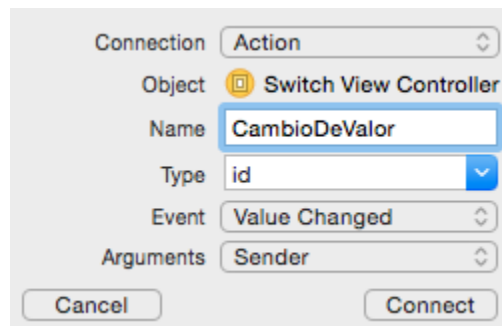 Connection Action
Object Switch View Controller
Name CambioDeValor
Type id
Event Value Changed
Arguments Sender
Cancel Connect